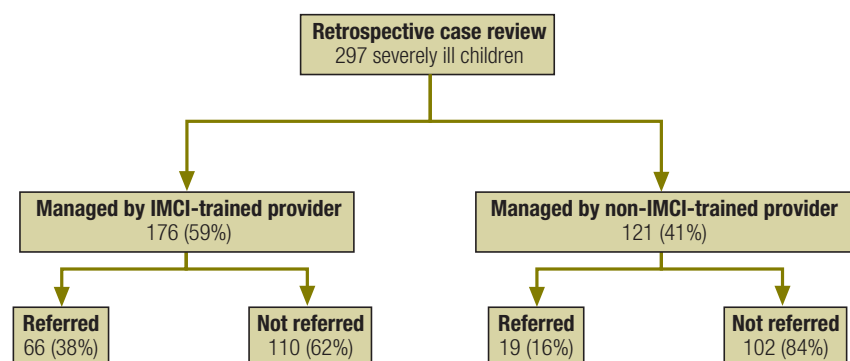 Retrospective case review
297 severely ill children
Managed by IMCI-trained provider
176 (59%)
Managed by non-IMCI-trained provider
121 (41%)
Referred
66 (38%)
Not referred
110 (62%)
Referred
19 (16%)
Not referred
102 (84%)